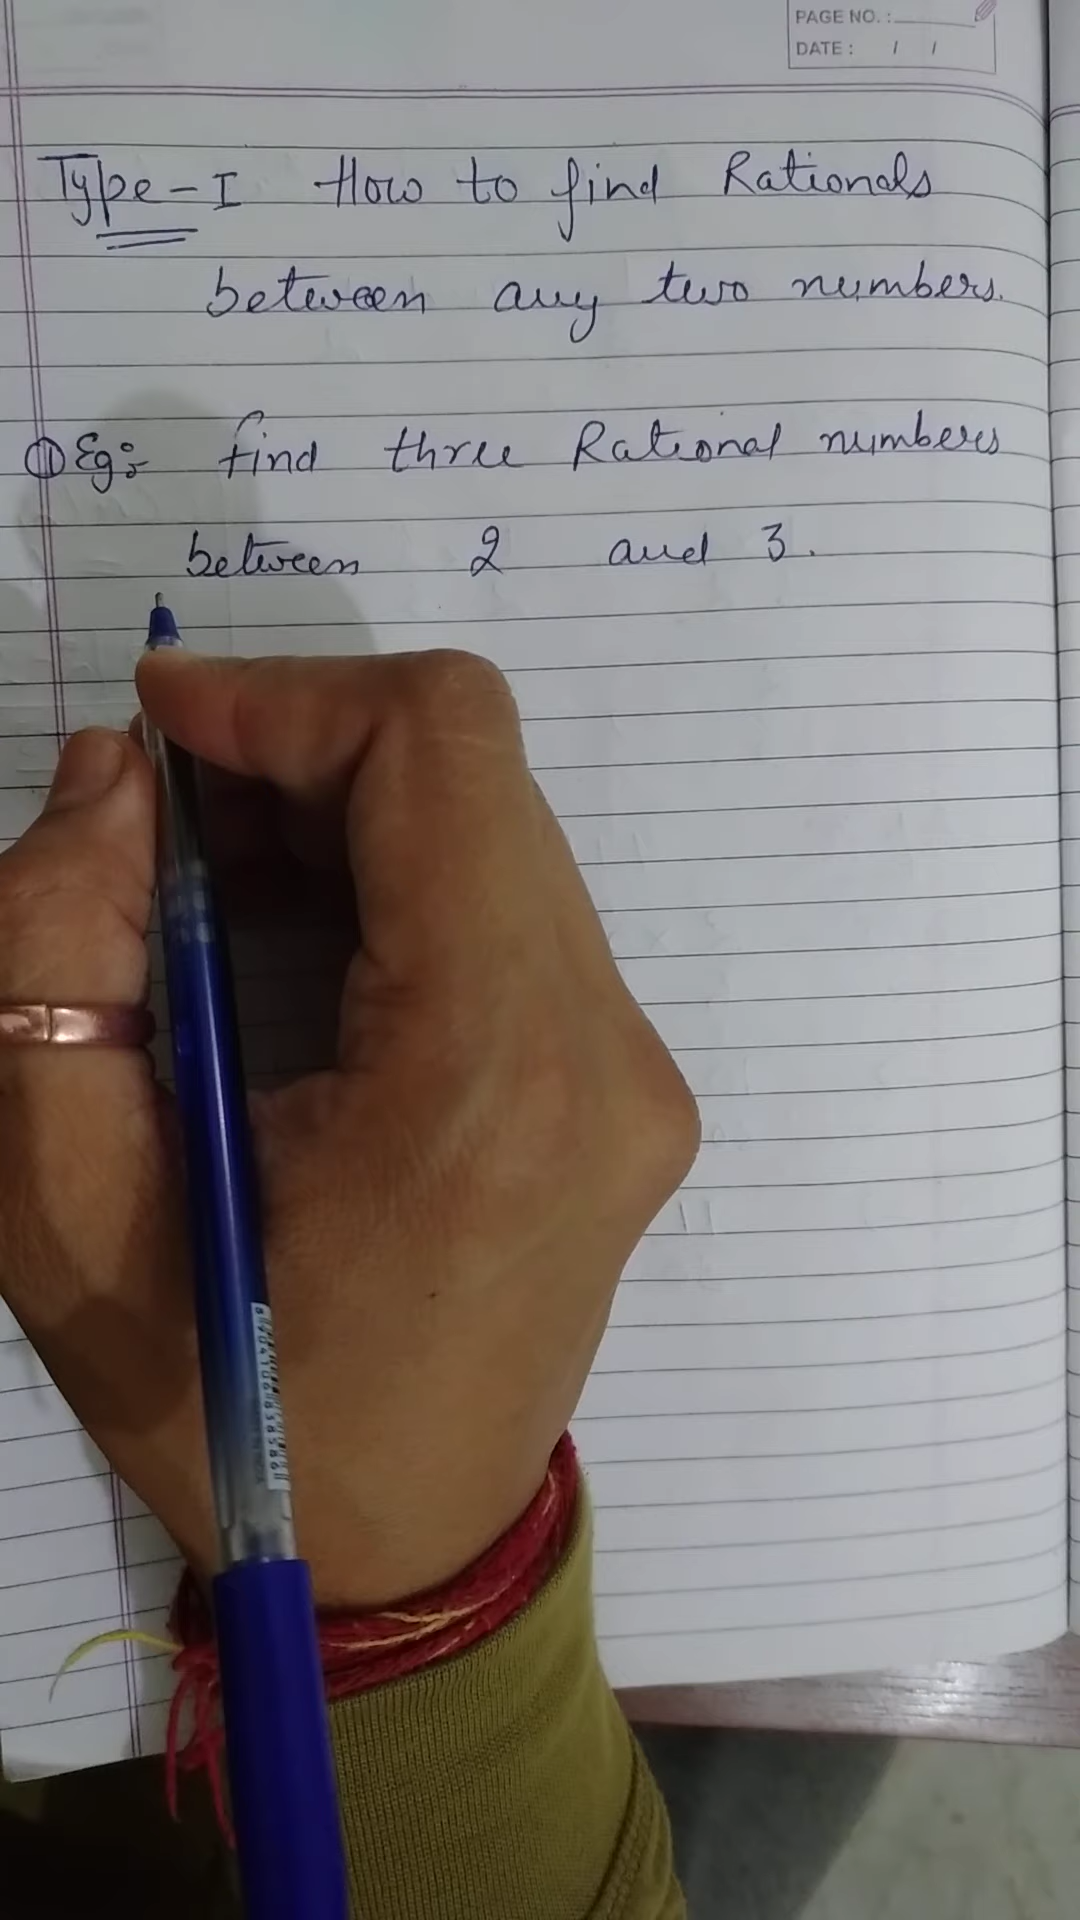 PAGE NO. :
DATE : / /
Type-I How to find Rationals
between any two numbers.
① Eg:- find three Rational numbers
between 2 and 3.